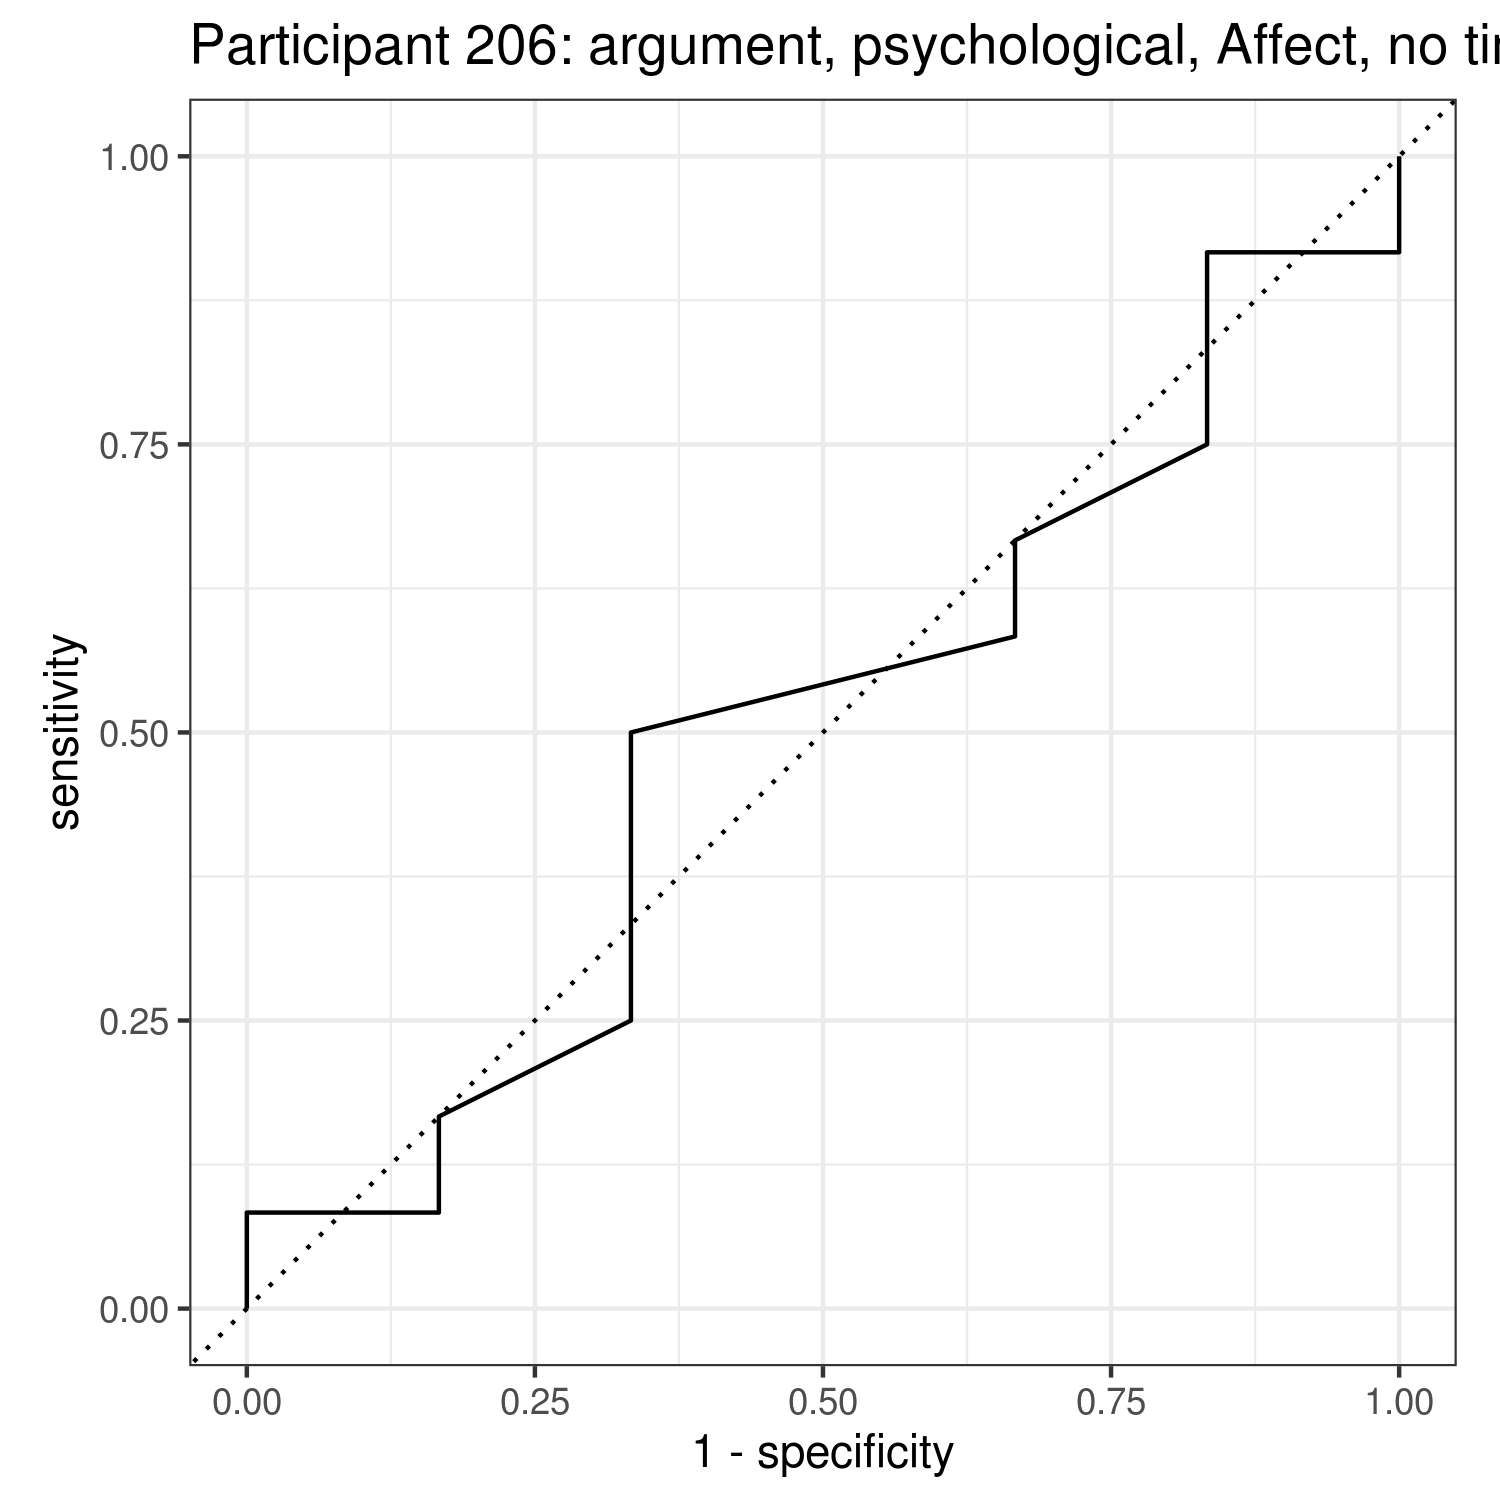 Participant 206: argument, psychological, Affect, no
1.00
0.75
0.50
0.25
0.00
sensitivity
0.00 0.25 0.50 0.75 1.00
1 - specificity